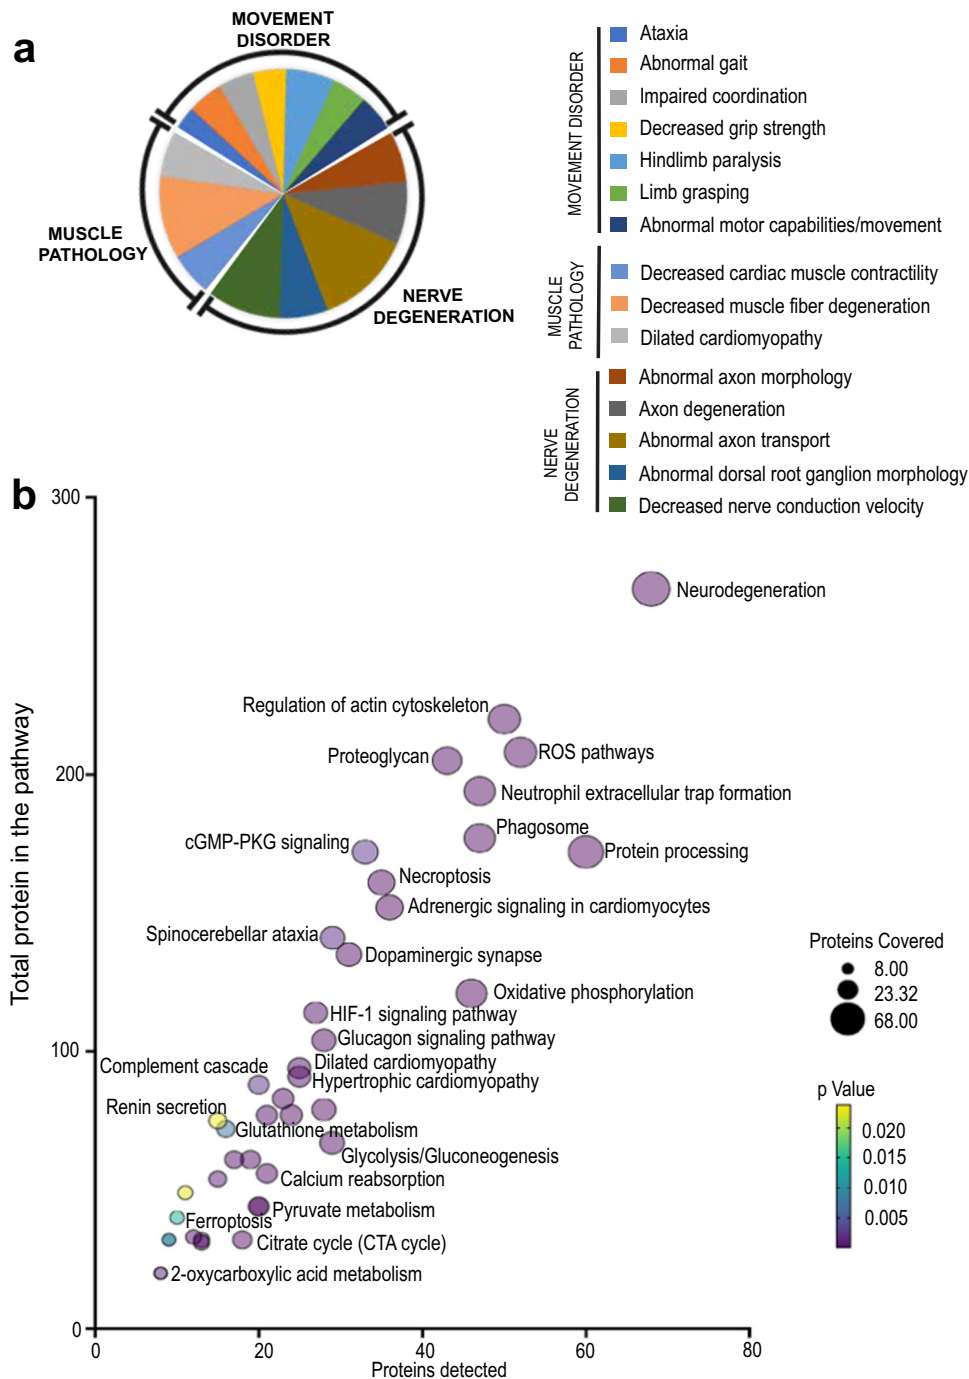 a
MOVEMENT
DISORDER
MUSCLE
PATHOLOGY
NERVE
DEGENERATION
MOVEMENT DISORDER
Ataxia
Abnormal gait
Impaired coordination
Decreased grip strength
Hindlimb paralysis
Limb grasping
Abnormal motor capabilities/movement
MUSCLE
PATHOLOGY
Decreased cardiac muscle contractility
Decreased muscle fiber degeneration
Dilated cardiomyopathy
NERVE
DEGENERATION
Abnormal axon morphology
Axon degeneration
Abnormal axon transport
Abnormal dorsal root ganglion morphology
Decreased nerve conduction velocity
b
Total protein in the pathway
300
200
100
0
Neurodegeneration
Regulation of actin cytoskeleton
ROS pathways
Proteoglycan
Neutrophil extracellular trap formation
Phagosome
cGMP-PKG signaling
Protein processing
Necroptosis
Adrenergic signaling in cardiomyocytes
Spinocerebellar ataxia
Dopaminergic synapse
Oxidative phosphorylation
HIF-1 signaling pathway
Glucagon signaling pathway
Dilated cardiomyopathy
Complement cascade
Hypertrophic cardiomyopathy
Renin secretion
Glutathione metabolism
Glycolysis/Gluconeogenesis
Calcium reabsorption
Pyruvate metabolism
Ferroptosis
Citrate cycle (CTA cycle)
2-oxycarboxylic acid metabolism
0
20
40
60
80
Proteins detected
Proteins Covered
8.00
23.32
68.00
p Value
0.020
0.015
0.010
0.005